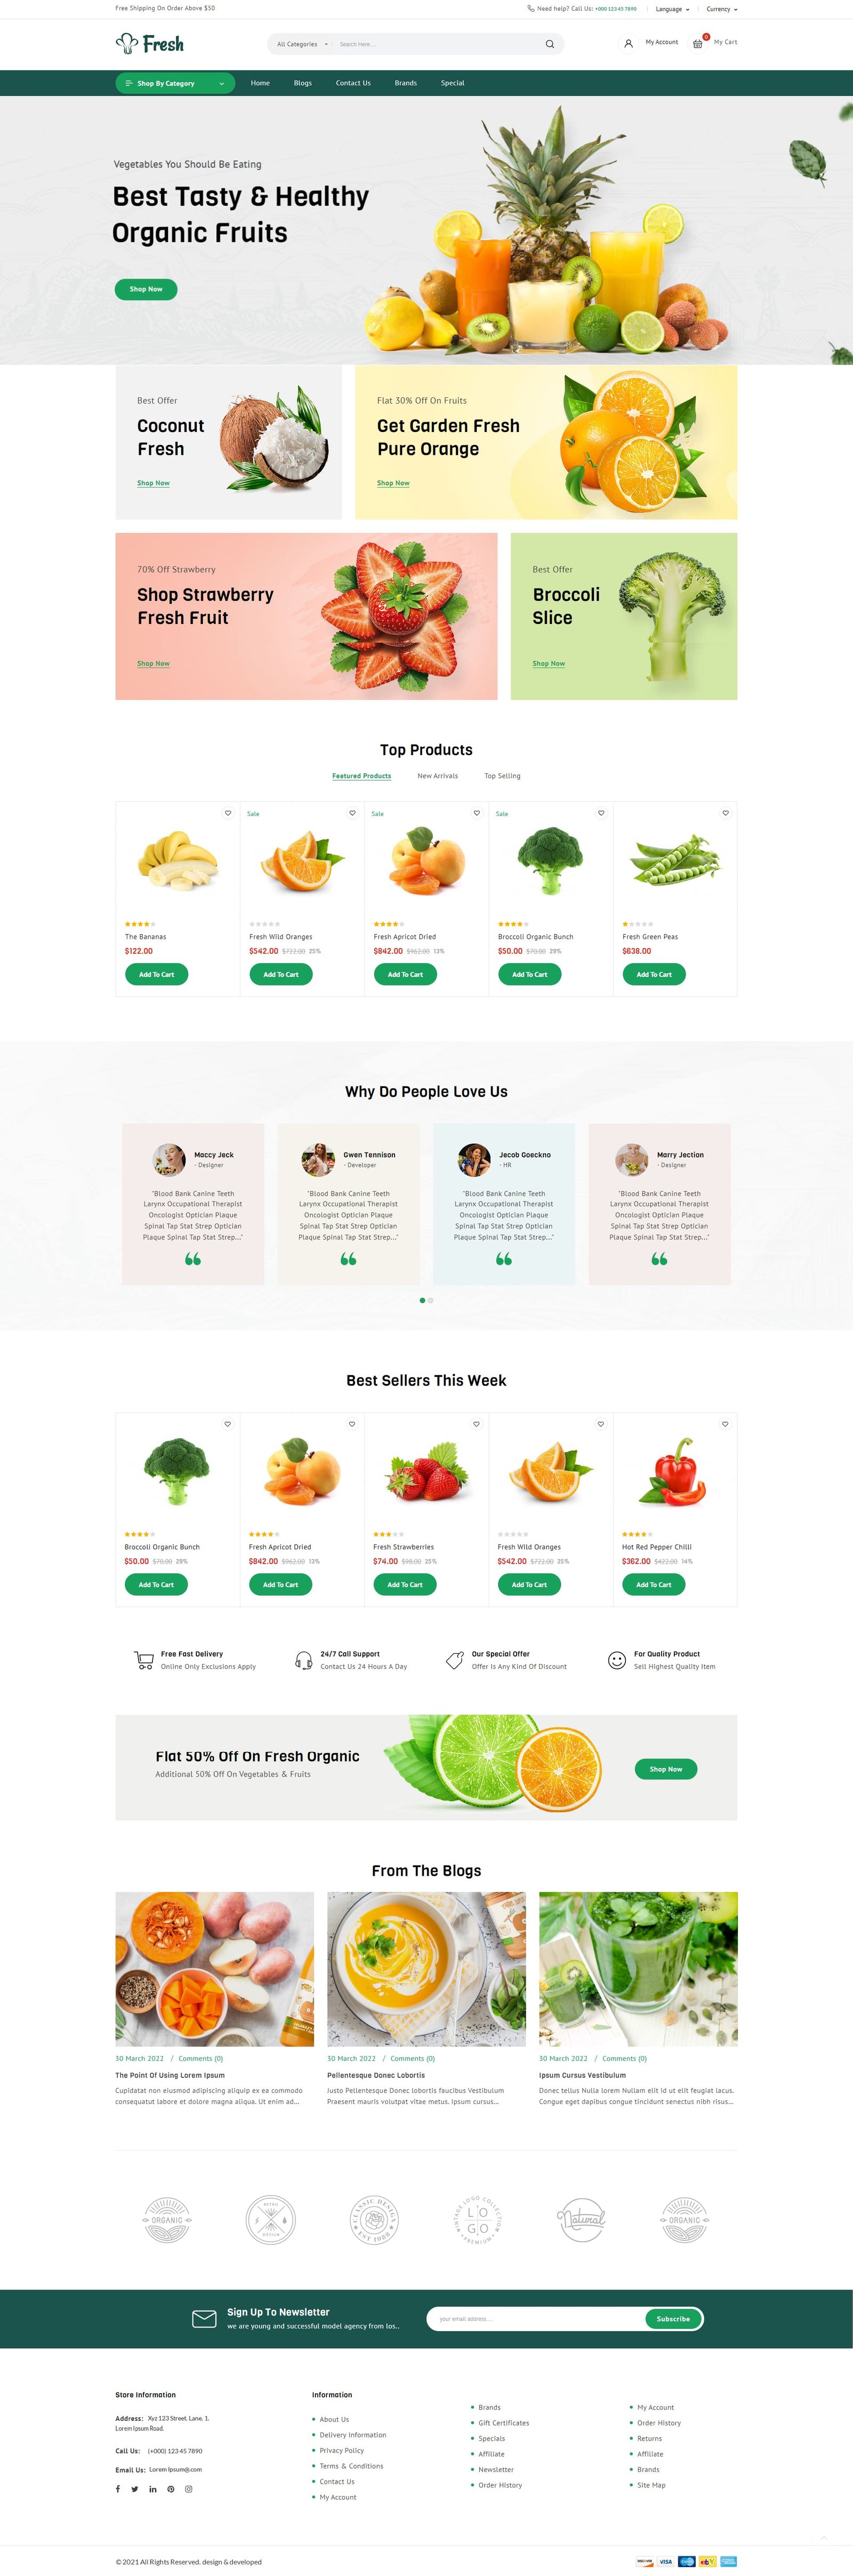 Free Shipping On Order Above $50
Need help? Call Us: +000 123 45 7890
Language
Currency
Fresh
All Categories
Search Here....
My Account
0
My Cart
Shop By Category
Home
Blogs
Contact Us
Brands
Special
Vegetables You Should Be Eating
Best Tasty & Healthy
Organic Fruits
Shop Now
Best Offer
Coconut
Fresh
Shop Now
Flat 30% Off On Fruits
Get Garden Fresh
Pure Orange
Shop Now
70% Off Strawberry
Shop Strawberry
Fresh Fruit
Shop Now
Best Offer
Broccoli
Slice
Shop Now
Top Products
Featured Products
New Arrivals
Top Selling
The Bananas
$122.00
Add To Cart
Sale
Fresh Wild Oranges
$542.00 $722.00 25%
Add To Cart
Sale
Fresh Apricot Dried
$842.00 $962.00 13%
Add To Cart
Sale
Broccoli Organic Bunch
$50.00 $70.00 29%
Add To Cart
Fresh Green Peas
$638.00
Add To Cart
Why Do People Love Us
Maccy Jeck
- Designer
"Blood Bank Canine Teeth
Larynx Occupational Therapist
Oncologist Optician Plaque
Spinal Tap Stat Strep Optician
Plaque Spinal Tap Stat Strep..."
Gwen Tennison
- Developer
"Blood Bank Canine Teeth
Larynx Occupational Therapist
Oncologist Optician Plaque
Spinal Tap Stat Strep Optician
Plaque Spinal Tap Stat Strep..."
Jecob Goeckno
- HR
"Blood Bank Canine Teeth
Larynx Occupational Therapist
Oncologist Optician Plaque
Spinal Tap Stat Strep Optician
Plaque Spinal Tap Stat Strep..."
Marry Jection
- Designer
"Blood Bank Canine Teeth
Larynx Occupational Therapist
Oncologist Optician Plaque
Spinal Tap Stat Strep Optician
Plaque Spinal Tap Stat Strep..."
Best Sellers This Week
Broccoli Organic Bunch
$50.00 $70.00 29%
Add To Cart
Fresh Apricot Dried
$842.00 $962.00 13%
Add To Cart
Fresh Strawberries
$74.00 $98.00 25%
Add To Cart
Fresh Wild Oranges
$542.00 $722.00 25%
Add To Cart
Hot Red Pepper Chilli
$362.00 $422.00 14%
Add To Cart
Free Fast Delivery
Online Only Exclusions Apply
24/7 Call Support
Contact Us 24 Hours A Day
Our Special Offer
Offer Is Any Kind Of Discount
For Quality Product
Sell Highest Quality Item
Flat 50% Off On Fresh Organic
Additional 50% Off On Vegetables & Fruits
Shop Now
From The Blogs
30 March 2022 / Comments (0)
The Point Of Using Lorem Ipsum
Cupidatat non eiusmod adipiscing aliquip ex ea commodo
consequatut labore et dolore magna aliqua. Ut enim ad...
30 March 2022 / Comments (0)
Pellentesque Donec Lobortis
Justo Pellentesque Donec lobortis faucibus Vestibulum
Praesent mauris volutpat vitae metus. Ipsum cursus...
30 March 2022 / Comments (0)
Ipsum Cursus Vestibulum
Donec tellus Nulla lorem Nullam elit id ut elit feugiat lacus.
Congue eget dapibus congue tincidunt senectus nibh risus...
ORGANIC
RETRO
DESIGN
CLASSIC DESIGN
EST 1988
VINTAGE LOGO COLLECTION
LOGO
PREMIUM
Natural
ORGANIC
Sign Up To Newsletter
we are young and successful model agency from los..
your email address....
Subscribe
Store Information
Address: Xyz 123 Street. Lane. 1.
Lorem Ipsum Road.
Call Us: (+000) 123 45 7890
Email Us: Lorem Ipsum@.com
Information
About Us
Delivery Information
Privacy Policy
Terms & Conditions
Contact Us
My Account
Brands
Gift Certificates
Specials
Affiliate
Newsletter
Order History
My Account
Order History
Returns
Affiliate
Brands
Site Map
© 2021 All Rights Reserved. design & developed
DISCOVER
VISA
ebY